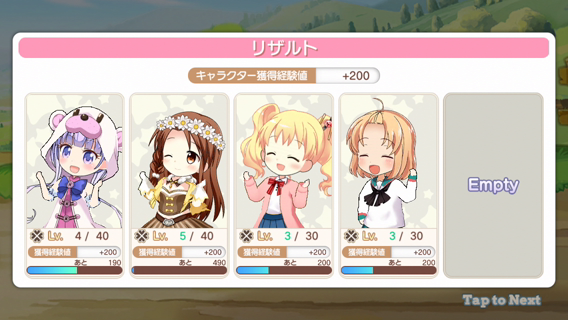 リザルト
キャラクター獲得経験値 +200
Lv. 4 / 40
獲得経験値 +200
あと 190
Lv. 5 / 40
獲得経験値 +200
あと 490
Lv. 3 / 30
獲得経験値 +200
あと 200
Lv. 3 / 30
獲得経験値 +200
あと 200
Empty
Tap to Next